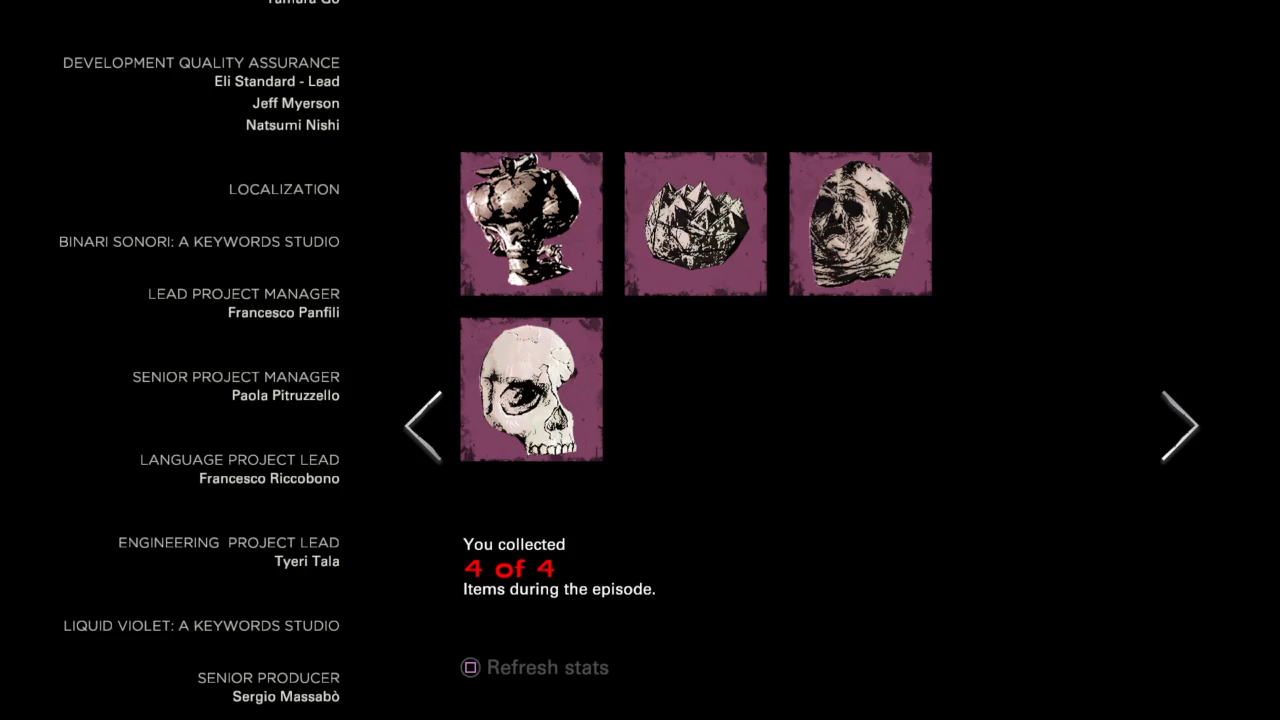 DEVELOPMENT QUALITY ASSURANCE
Eli Standard - Lead
Jeff Myerson
Natsumi Nishi
LOCALIZATION
BINARI SONORI: A KEYWORDS STUDIO
LEAD PROJECT MANAGER
Francesco Panfili
SENIOR PROJECT MANAGER
Paola Pitruzzello
LANGUAGE PROJECT LEAD
Francesco Riccobono
ENGINEERING PROJECT LEAD
Tyeri Tala
LIQUID VIOLET: A KEYWORDS STUDIO
SENIOR PRODUCER
Sergio Massabò
You collected
4 of 4
Items during the episode.
Refresh stats